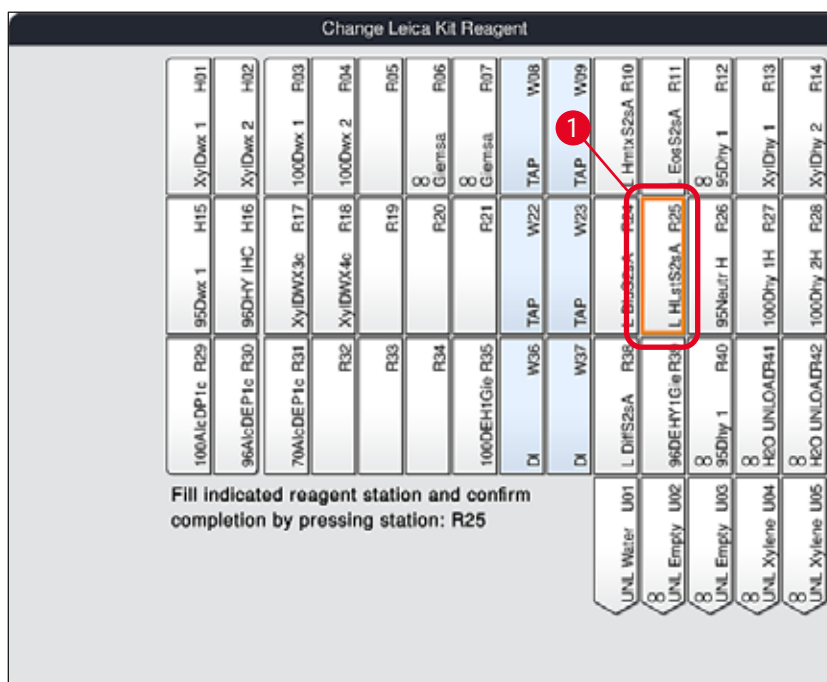 Change Leica Kit Reagent
XylDwx 1 H01
XylDwx 2 H02
100Dwx 1 R03
100Dwx 2 R04
R05
∞ Giemsa R06
∞ Giemsa R07
TAP W08
TAP W09
L HmtxS2sA R10
L EosS2sA R11
∞ 95Dhy 1 R12
XylDhy 1 R13
XylDhy 2 R14
1
95Dwx 1 H15
96DHY IHC H16
XylDWX3c R17
XylDWX4c R18
R19
R20
R21
TAP W22
TAP W23
L R24
L HLstS2sA R25
95Neutr H R26
100Dhy 1H R27
100Dhy 2H R28
100AlcDP1c R29
96AlcDEP1c R30
70AlcDEP1c R31
R32
R33
R34
100DEH1Gie R35
DI W36
DI W37
L DiffS2sA R38
96DEHY1Gie R39
∞ 95Dhy 1 R40
∞ H2O UNLOADR41
∞ H2O UNLOADR42
Fill indicated reagent station and confirm
completion by pressing station: R25
UNL Water U01
∞ UNL Empty U02
∞ UNL Empty U03
∞ UNL Xylene U04
∞ UNL Xylene U05